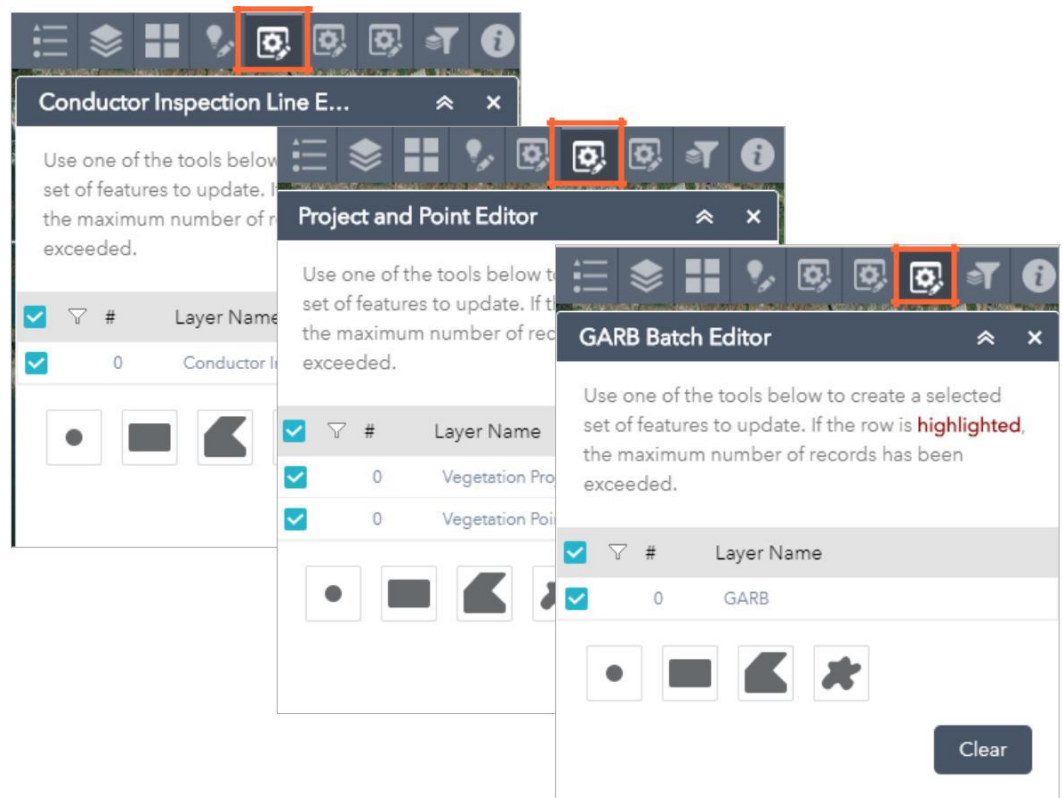 Conductor Inspection Line E...
Use one of the tools below
set of features to update. I
the maximum number of r
exceeded.
# Layer Name
0 Conductor I
Project and Point Editor
Use one of the tools below t
set of features to update. If t
the maximum number of rec
exceeded.
# Layer Name
0 Vegetation Pro
0 Vegetation Poi
GARB Batch Editor
Use one of the tools below to create a selected
set of features to update. If the row is highlighted,
the maximum number of records has been
exceeded.
# Layer Name
0 GARB
Clear